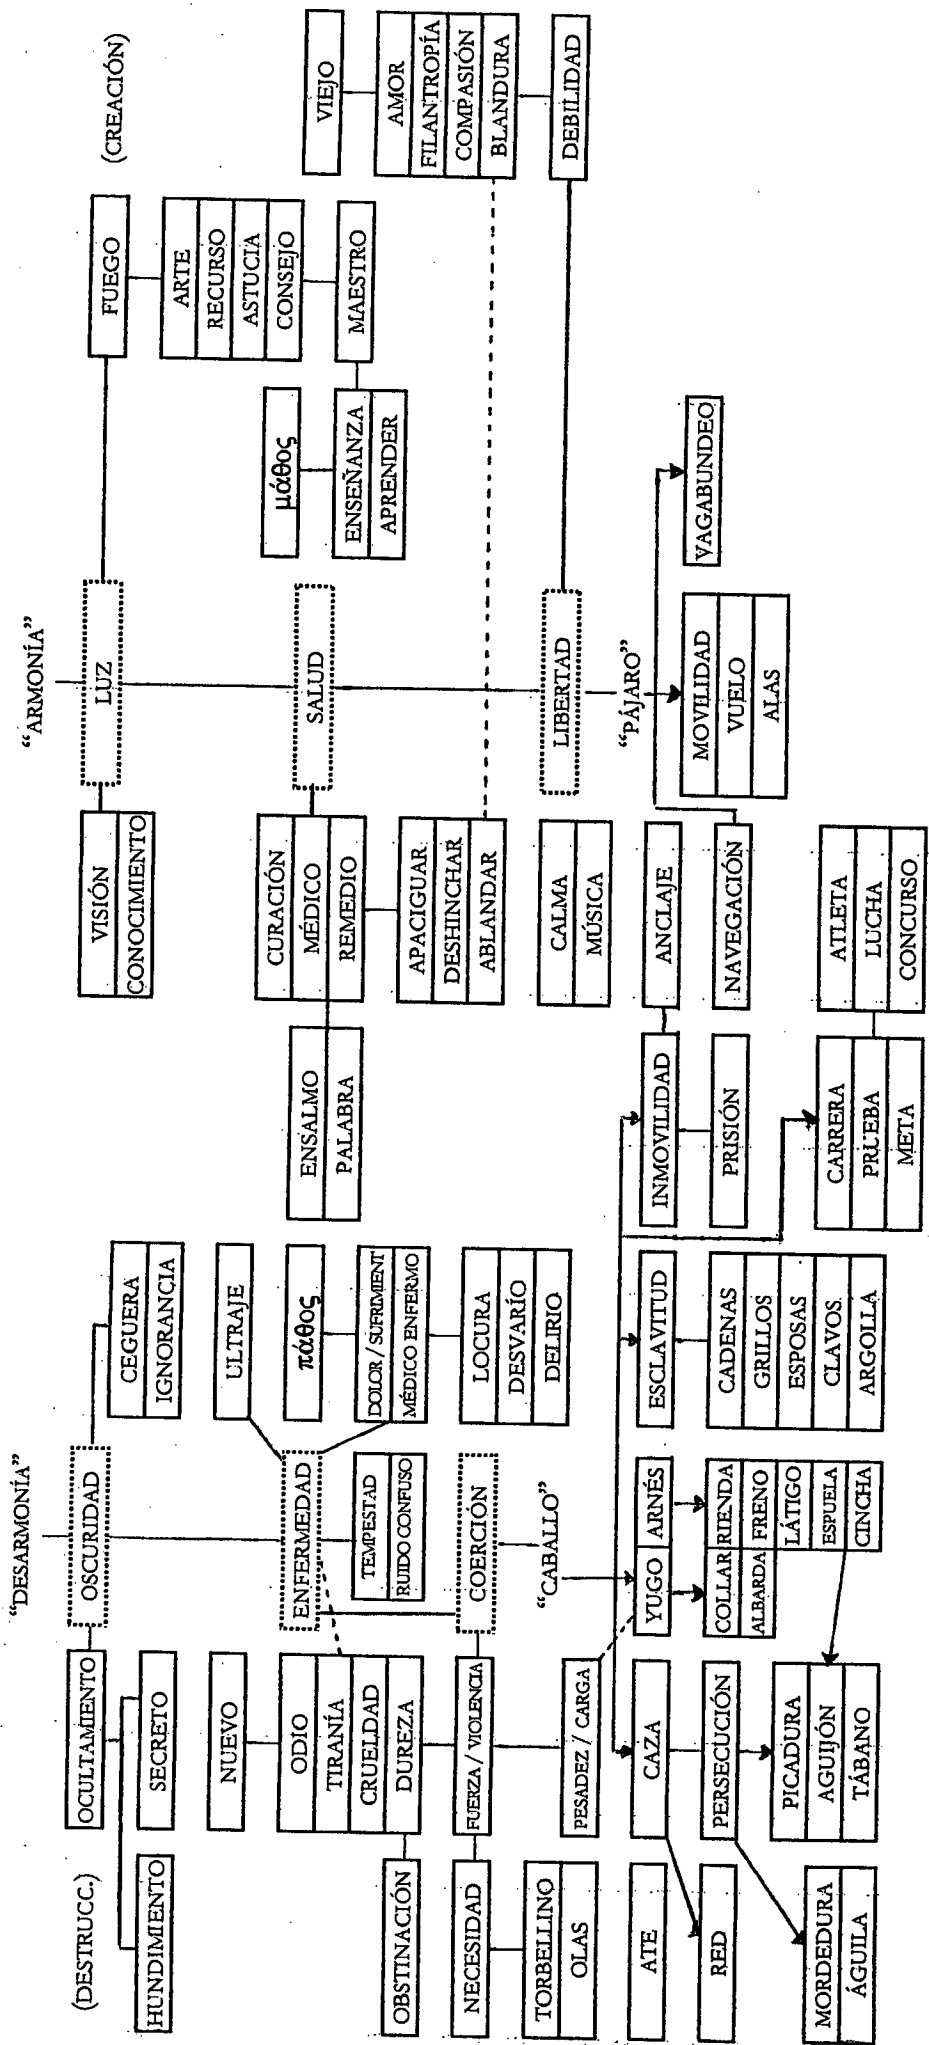 "DESARMONÍA"
(DESTRUCC.)
OCULTAMIENTO
OSCURIDAD
CEGUERA
IGNORANCIA
HUNDIMIENTO
SECRETO
NUEVO
ULTRAJE
ODIO
TIRANÍA
CRUELDAD
DUREZA
ENFERMEDAD
πάθος
DOLOR / SUFRIMIENT
MÉDICO ENFERMO
TEMPESTAD
RUIDO CONFUSO
LOCURA
DESVARÍO
DELIRIO
OBSTINACIÓN
NECESIDAD
FUERZA / VIOLENCIA
COERCIÓN
TORBELLINO
OLAS
PESADEZ / CARGA
"CABALLO"
ATE
RED
CAZA
PERSECUCIÓN
YUGO
ARNÉS
COLLAR
ALBARDA
RIENDA
FRENO
LÁTIGO
ESPUELA
CINCHA
MORDEDURA
ÁGUILA
PICADURA
AGUIJÓN
TÁBANO
ESCLAVITUD
CADENAS
GRILLOS
ESPOSAS
CLAVOS
ARGOLLA
INMOVILIDAD
PRISIÓN
ANCLAJE
NAVEGACIÓN
CARRERA
PRUEBA
META
ATLETA
LUCHA
CONCURSO
"ARMONÍA"
(CREACIÓN)
VISIÓN
CONOCIMIENTO
LUZ
FUEGO
ARTE
RECURSO
ASTUCIA
CONSEJO
MAESTRO
μάθος
ENSEÑANZA
APRENDER
ENSALMO
PALABRA
CURACIÓN
MÉDICO
REMEDIO
SALUD
APACIGUAR
DESHINCHAR
ABLANDAR
VIEJO
AMOR
FILANTROPÍA
COMPASIÓN
BLANDURA
DEBILIDAD
CALMA
MÚSICA
LIBERTAD
"PÁJARO"
MOVILIDAD
VUELO
ALAS
VAGABUNDEO